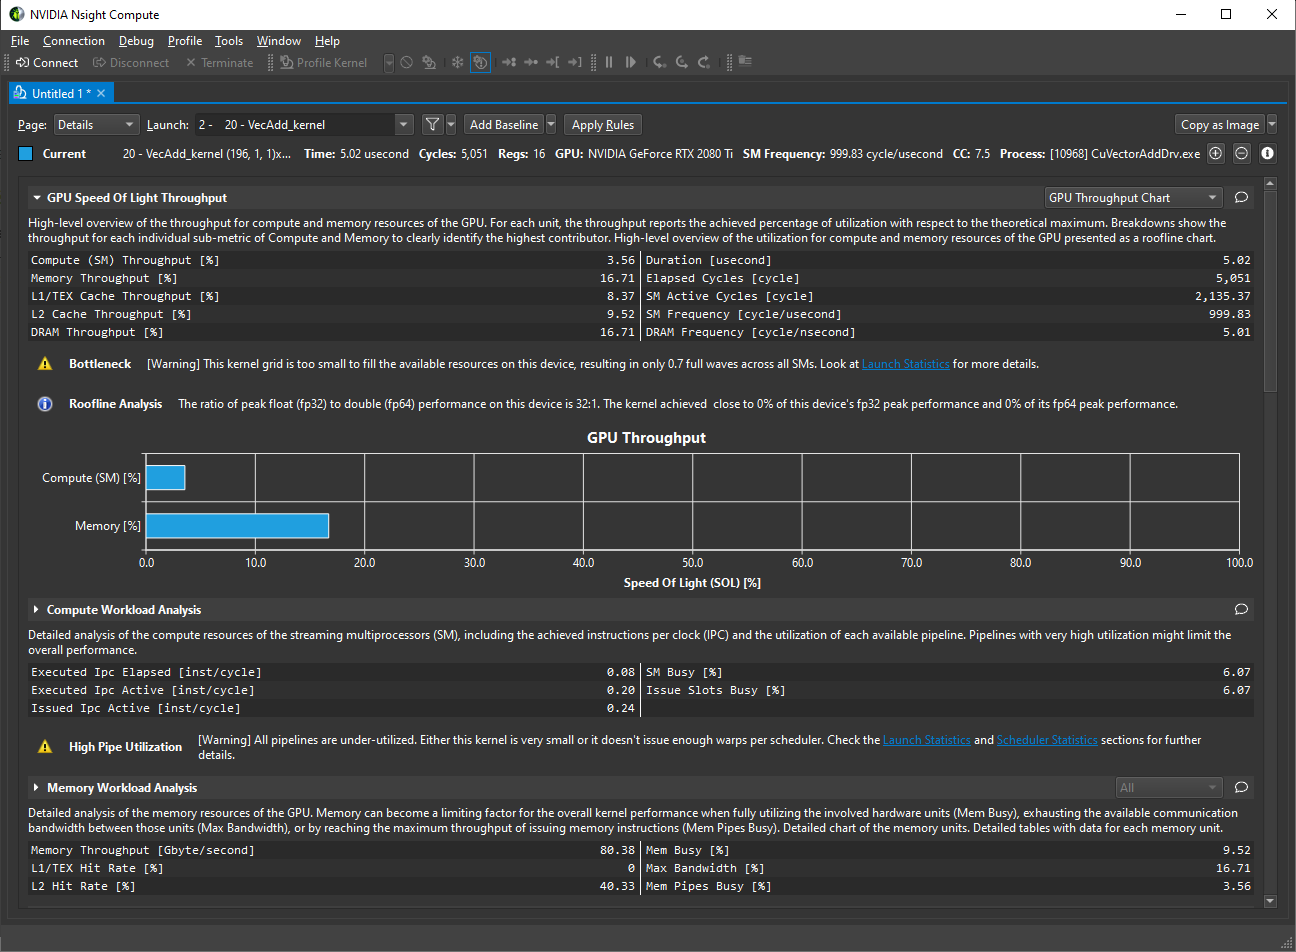 NVIDIA Nsight Compute
File Connection Debug Profile Tools Window Help
Connect Disconnect Terminate Profile Kernel
Untitled 1 *
Page: Details Launch: 2 - 20 - VecAdd_kernel Add Baseline Apply Rules Copy as Image
Current 20 - VecAdd_kernel (196, 1, 1)x... Time: 5.02 usecond Cycles: 5,051 Regs: 16 GPU: NVIDIA GeForce RTX 2080 Ti SM Frequency: 999.83 cycle/usecond CC: 7.5 Process: [10968] CuVectorAddDrv.exe
GPU Speed Of Light Throughput GPU Throughput Chart
High-level overview of the throughput for compute and memory resources of the GPU. For each unit, the throughput reports the achieved percentage of utilization with respect to the theoretical maximum. Breakdowns show the
throughput for each individual sub-metric of Compute and Memory to clearly identify the highest contributor. High-level overview of the utilization for compute and memory resources of the GPU presented as a roofline chart.
Compute (SM) Throughput [%] 3.56 Duration [usecond] 5.02
Memory Throughput [%] 16.71 Elapsed Cycles [cycle] 5,051
L1/TEX Cache Throughput [%] 8.37 SM Active Cycles [cycle] 2,135.37
L2 Cache Throughput [%] 9.52 SM Frequency [cycle/usecond] 999.83
DRAM Throughput [%] 16.71 DRAM Frequency [cycle/nsecond] 5.01
Bottleneck [Warning] This kernel grid is too small to fill the available resources on this device, resulting in only 0.7 full waves across all SMs. Look at Launch Statistics for more details.
Roofline Analysis The ratio of peak float (fp32) to double (fp64) performance on this device is 32:1. The kernel achieved close to 0% of this device's fp32 peak performance and 0% of its fp64 peak performance.
GPU Throughput
Compute (SM) [%]
Memory [%]
0.0 10.0 20.0 30.0 40.0 50.0 60.0 70.0 80.0 90.0 100.0
Speed Of Light (SOL) [%]
Compute Workload Analysis
Detailed analysis of the compute resources of the streaming multiprocessors (SM), including the achieved instructions per clock (IPC) and the utilization of each available pipeline. Pipelines with very high utilization might limit the
overall performance.
Executed Ipc Elapsed [inst/cycle] 0.08 SM Busy [%] 6.07
Executed Ipc Active [inst/cycle] 0.20 Issue Slots Busy [%] 6.07
Issued Ipc Active [inst/cycle] 0.24
High Pipe Utilization [Warning] All pipelines are under-utilized. Either this kernel is very small or it doesn't issue enough warps per scheduler. Check the Launch Statistics and Scheduler Statistics sections for further
details.
Memory Workload Analysis All
Detailed analysis of the memory resources of the GPU. Memory can become a limiting factor for the overall kernel performance when fully utilizing the involved hardware units (Mem Busy), exhausting the available communication
bandwidth between those units (Max Bandwidth), or by reaching the maximum throughput of issuing memory instructions (Mem Pipes Busy). Detailed chart of the memory units. Detailed tables with data for each memory unit.
Memory Throughput [Gbyte/second] 80.38 Mem Busy [%] 9.52
L1/TEX Hit Rate [%] 0 Max Bandwidth [%] 16.71
L2 Hit Rate [%] 40.33 Mem Pipes Busy [%] 3.56